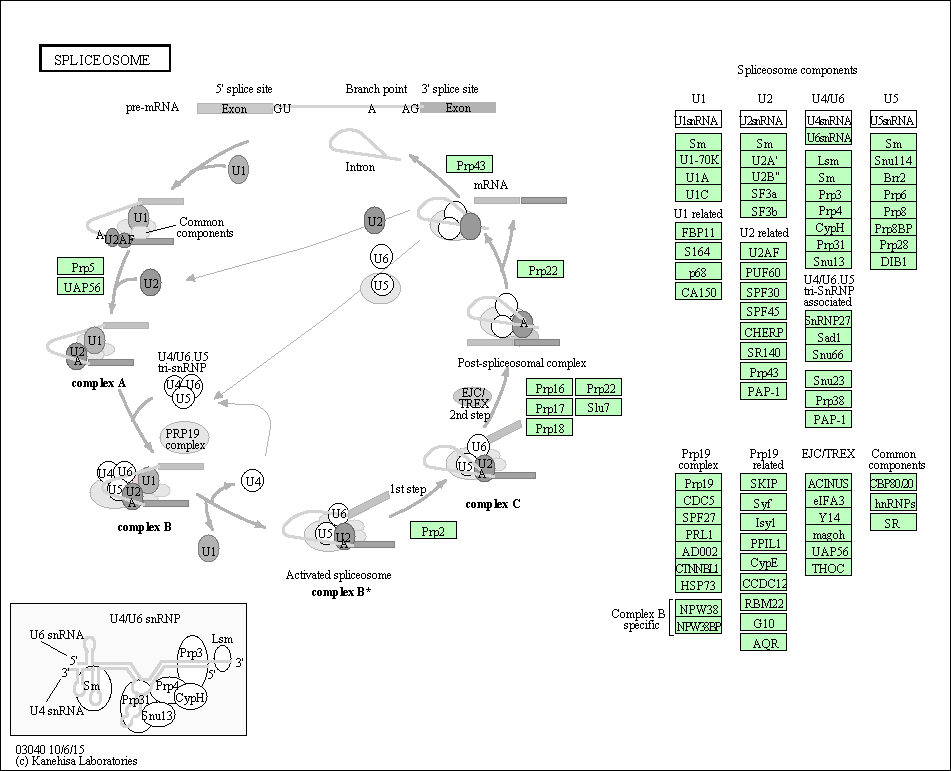 SPLICEOSOME
5' splice site
Branch point
3' splice site
pre-mRNA
Exon
GU
A
AG
Exon
U1
Intron
Prp43
mRNA
U1
A
U2AF
Common
components
U2
Prp5
UAP56
U2
U6
U5
Prp22
U1
U2
A
complex A
U4/U6.U5
tri-snRNP
U4
U6
U5
A
Post-spliceosomal complex
PRP19
complex
EJC/
TREX
2nd step
Prp16
Prp22
Prp17
Slu7
Prp18
U4
U6
U5
U1
U2
A
complex B
U4
U1
U6
U5
U2
A
complex C
1st step
U6
U5
U2
A
Prp2
Activated spliceosome
complex B*
U4/U6 snRNP
U6 snRNA
5'
3'
U4 snRNA
Sm
Prp31
Prp4
Snu13
CypH
Prp3
Lsm
3'
5'
03040 10/6/15
(c) Kanehisa Laboratories
Spliceosome components
U1
U1snRNA
Sm
U1-70K
U1A
U1C
U1 related
FBP11
S164
p68
CA150
U2
U2snRNA
Sm
U2A'
U2B"
SF3a
SF3b
U2 related
U2AF
PUF60
SPF30
SPF45
CHERP
SR140
Prp43
PAP-1
U4/U6
U4snRNA
U6snRNA
Lsm
Sm
Prp3
Prp4
CypH
Prp31
Snu13
U4/U6.U5
tri-SnRNP
associated
SnRNP27
Sad1
Snu66
Snu23
Prp38
PAP-1
U5
U5snRNA
Sm
Snu114
Brr2
Prp6
Prp8
Prp8BP
Prp28
DIB1
Prp19
complex
Prp19
CDC5
SPF27
PRL1
AD002
CTNNBL1
HSP73
Complex B
specific
NPW38
NPW38BP
Prp19
related
SKIP
Syf
Isy1
PPIL1
CypE
CCDC12
RBM22
G10
AQR
EJC/TREX
ACINUS
eIFA3
Y14
magoh
UAP56
THOC
Common
components
CBP80/20
hnRNPs
SR